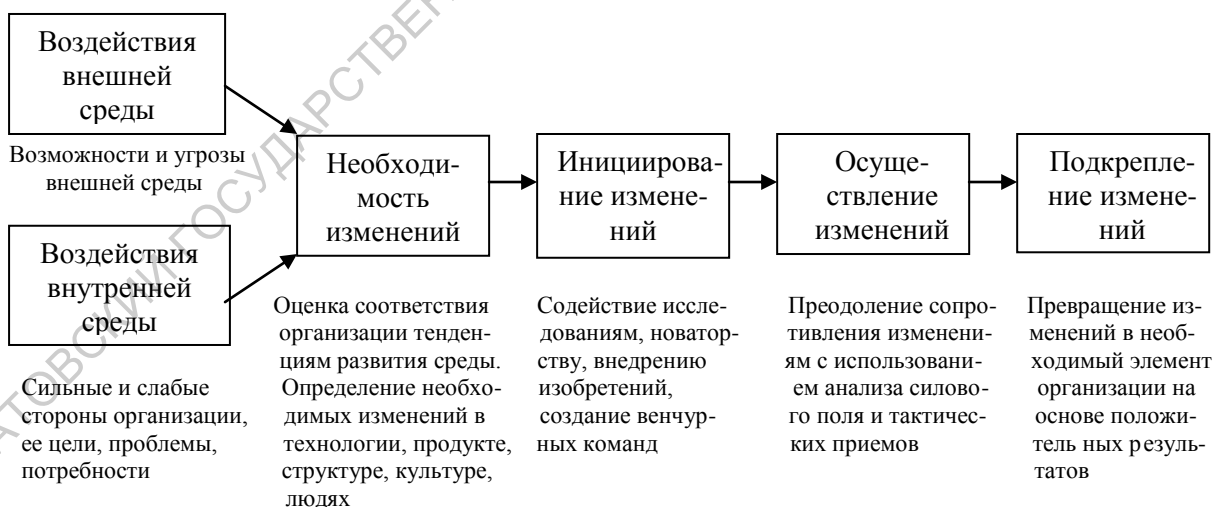 Воздействия
внешней
среды
Возможности и угрозы
внешней среды
Воздействия
внутренней
среды
Сильные и слабые
стороны организации,
ее цели, проблемы,
потребности
Необходи-
мость
изменений
Оценка соответствия
организации тенден-
циям развития среды.
Определение необхо-
димых изменений в
технологии, продукте,
структуре, культуре,
людях
Инициирова-
ние измене-
ний
Содействие иссле-
дованиям, новатор-
ству, внедрению
изобретений,
создание венчур-
ных команд
Осуще-
ствление
изменений
Преодоление сопро-
тивления изменени-
ям с использовани-
ем анализа силово-
го поля и тактичес-
ких приемов
Подкрепле-
ние измене-
ний
Превращение из-
менений в необ-
ходимый элемент
организации на
основе положи-
тель ных резуль-
татов
АТОВСКИЙ ГОСУДАРСТВЕН